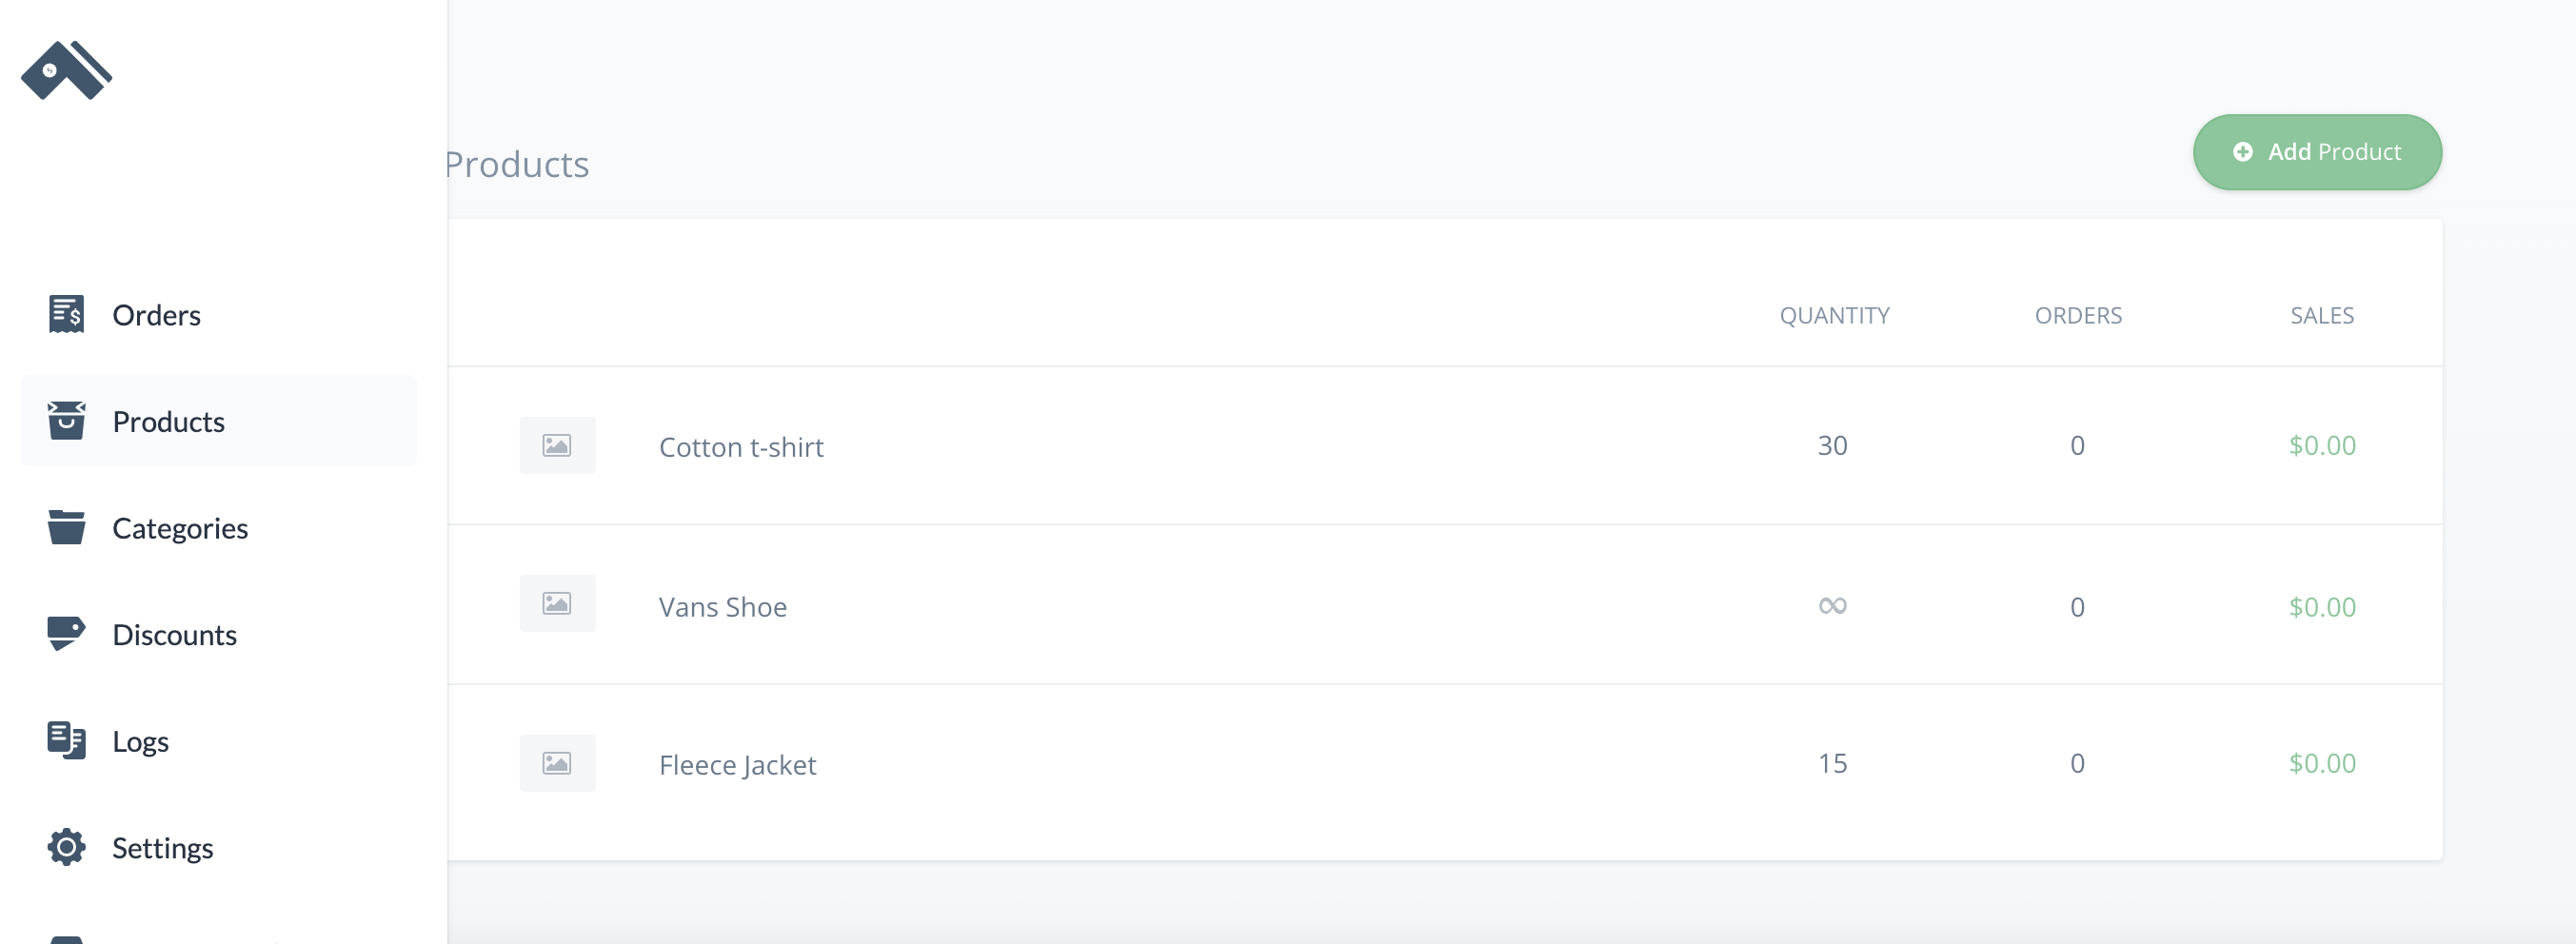 Products
Add Product
Orders
Products
Categories
Discounts
Logs
Settings
QUANTITY ORDERS SALES
Cotton t-shirt 30 0 $0.00
Vans Shoe ∞ 0 $0.00
Fleece Jacket 15 0 $0.00